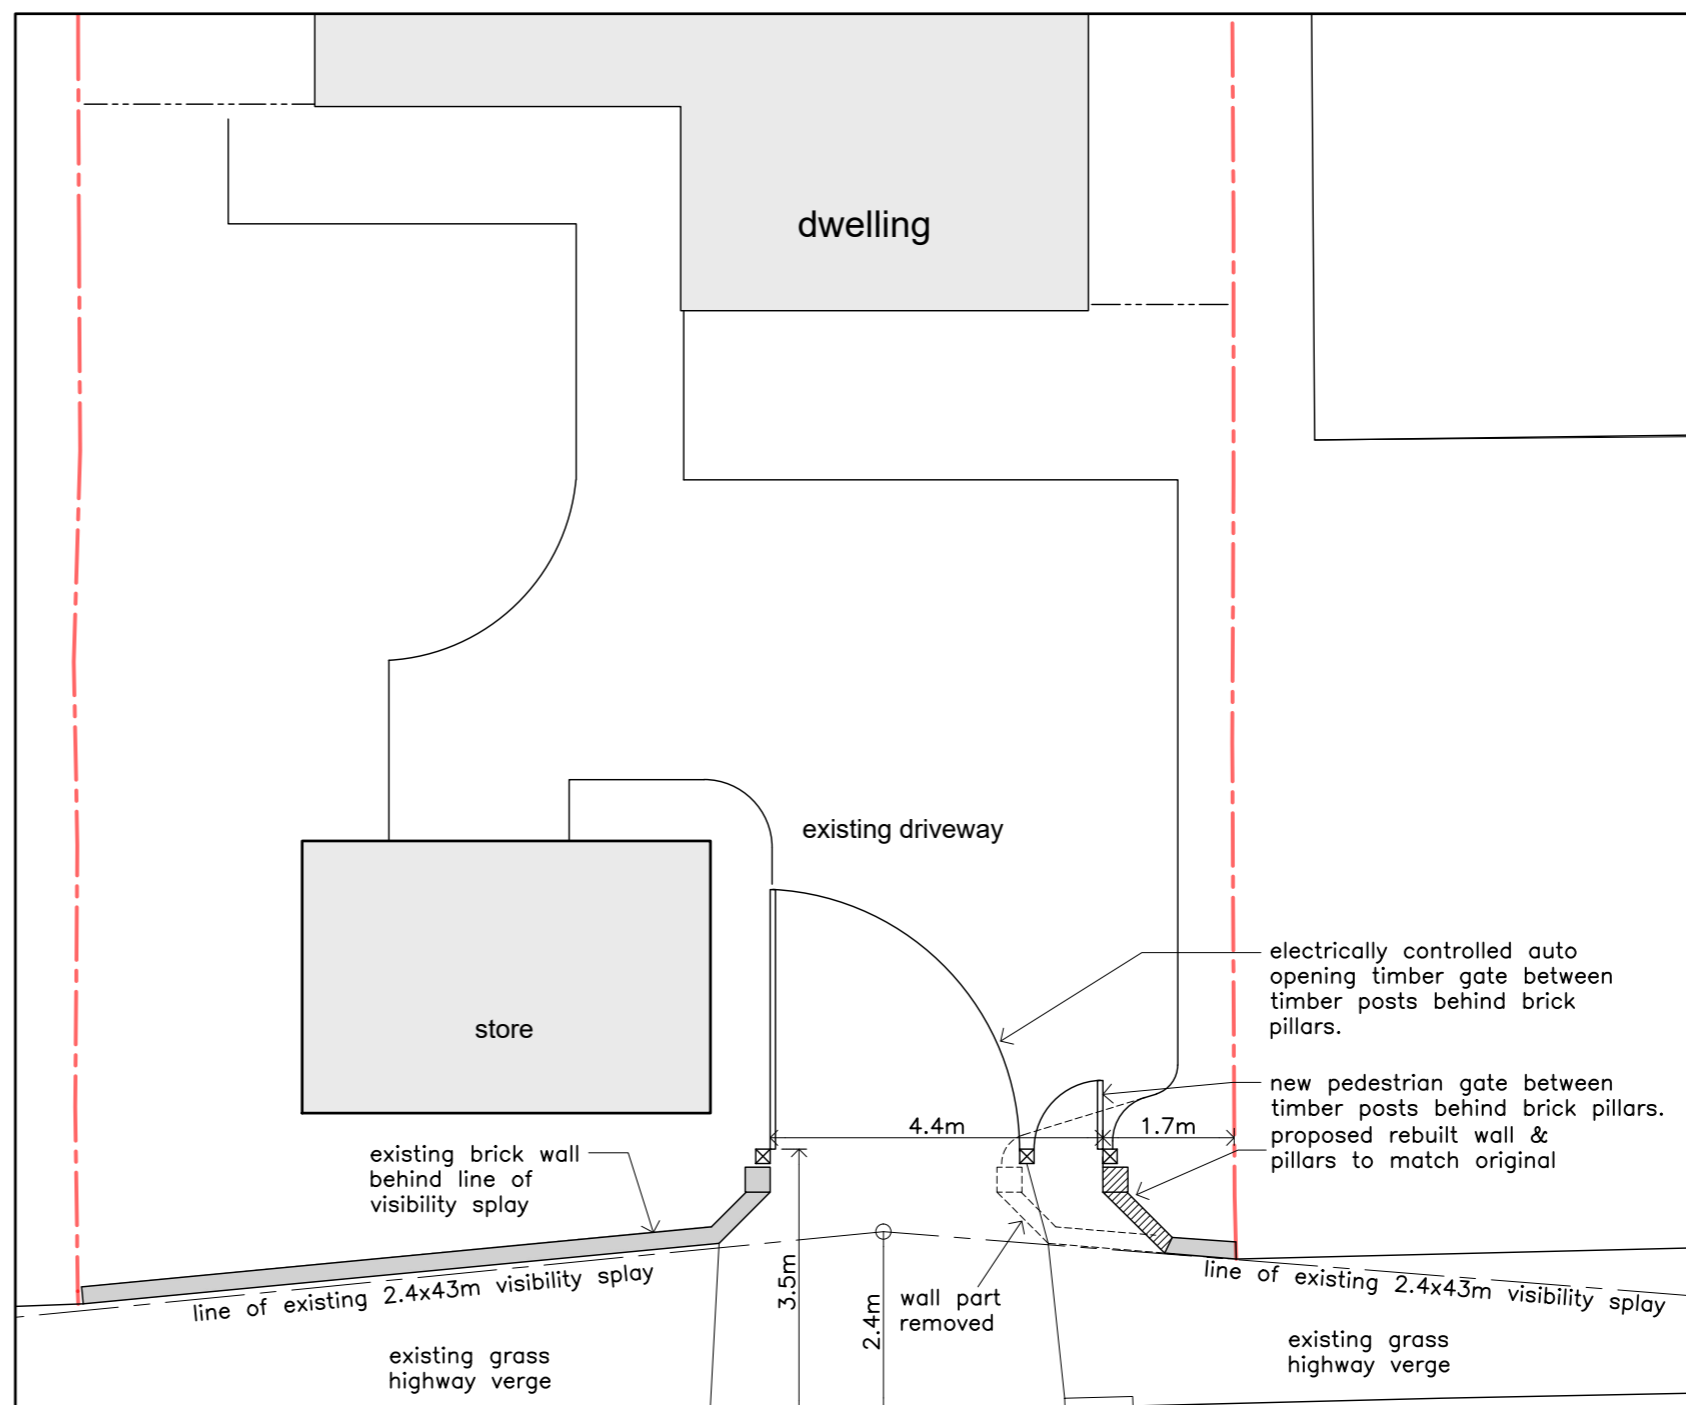 dwelling
existing driveway
store
electrically controlled auto
opening timber gate between
timber posts behind brick
pillars.
new pedestrian gate between
timber posts behind brick pillars.
proposed rebuilt wall &
pillars to match original
4.4m
1.7m
existing brick wall
behind line of
visibility splay
line of existing 2.4x43m visibility splay
3.5m
2.4m
wall part
removed
line of existing 2.4x43m visibility splay
existing grass
highway verge
existing grass
highway verge